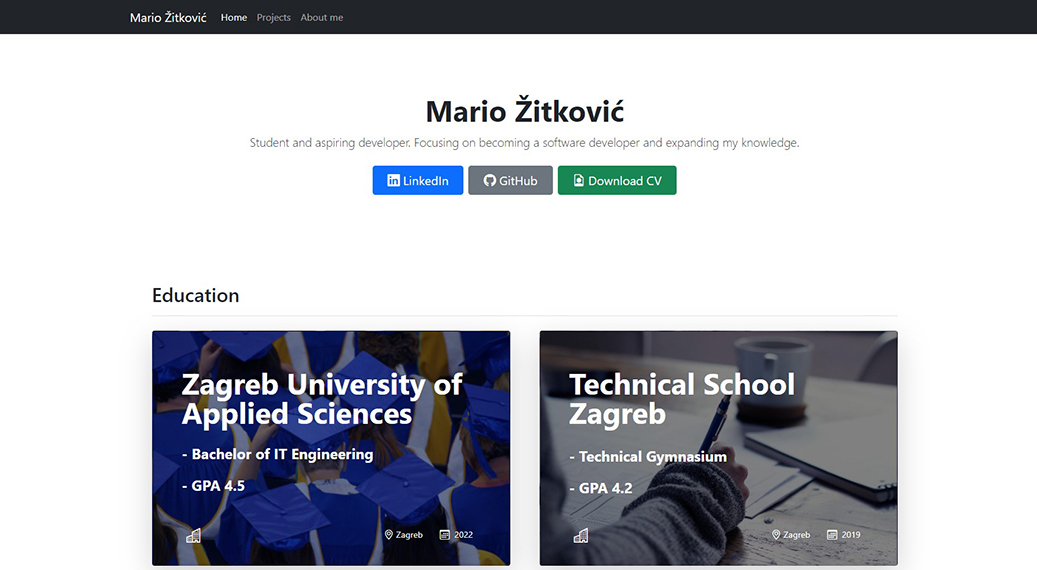 Mario Žitković Home Projects About me
Mario Žitković
Student and aspiring developer. Focusing on becoming a software developer and expanding my knowledge.
LinkedIn GitHub Download CV
Education
Zagreb University of
Applied Sciences
- Bachelor of IT Engineering
- GPA 4.5
Zagreb 2022
Technical School
Zagreb
- Technical Gymnasium
- GPA 4.2
Zagreb 2019